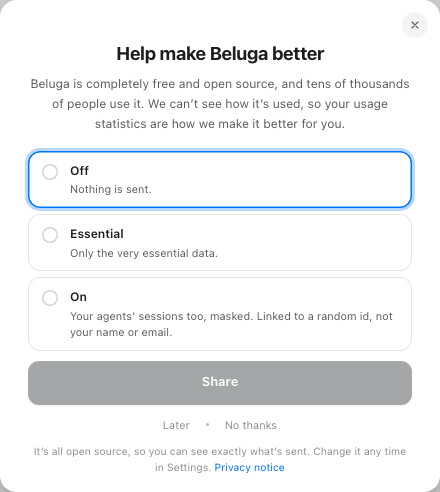 Help make Beluga better
Beluga is completely free and open source, and tens of thousands
of people use it. We can’t see how it’s used, so your usage
statistics are how we make it better for you.
Off
Nothing is sent.
Essential
Only the very essential data.
On
Your agents’ sessions too, masked. Linked to a random id, not
your name or email.
Share
Later • No thanks
It’s all open source, so you can see exactly what’s sent. Change it any time
in Settings. Privacy notice